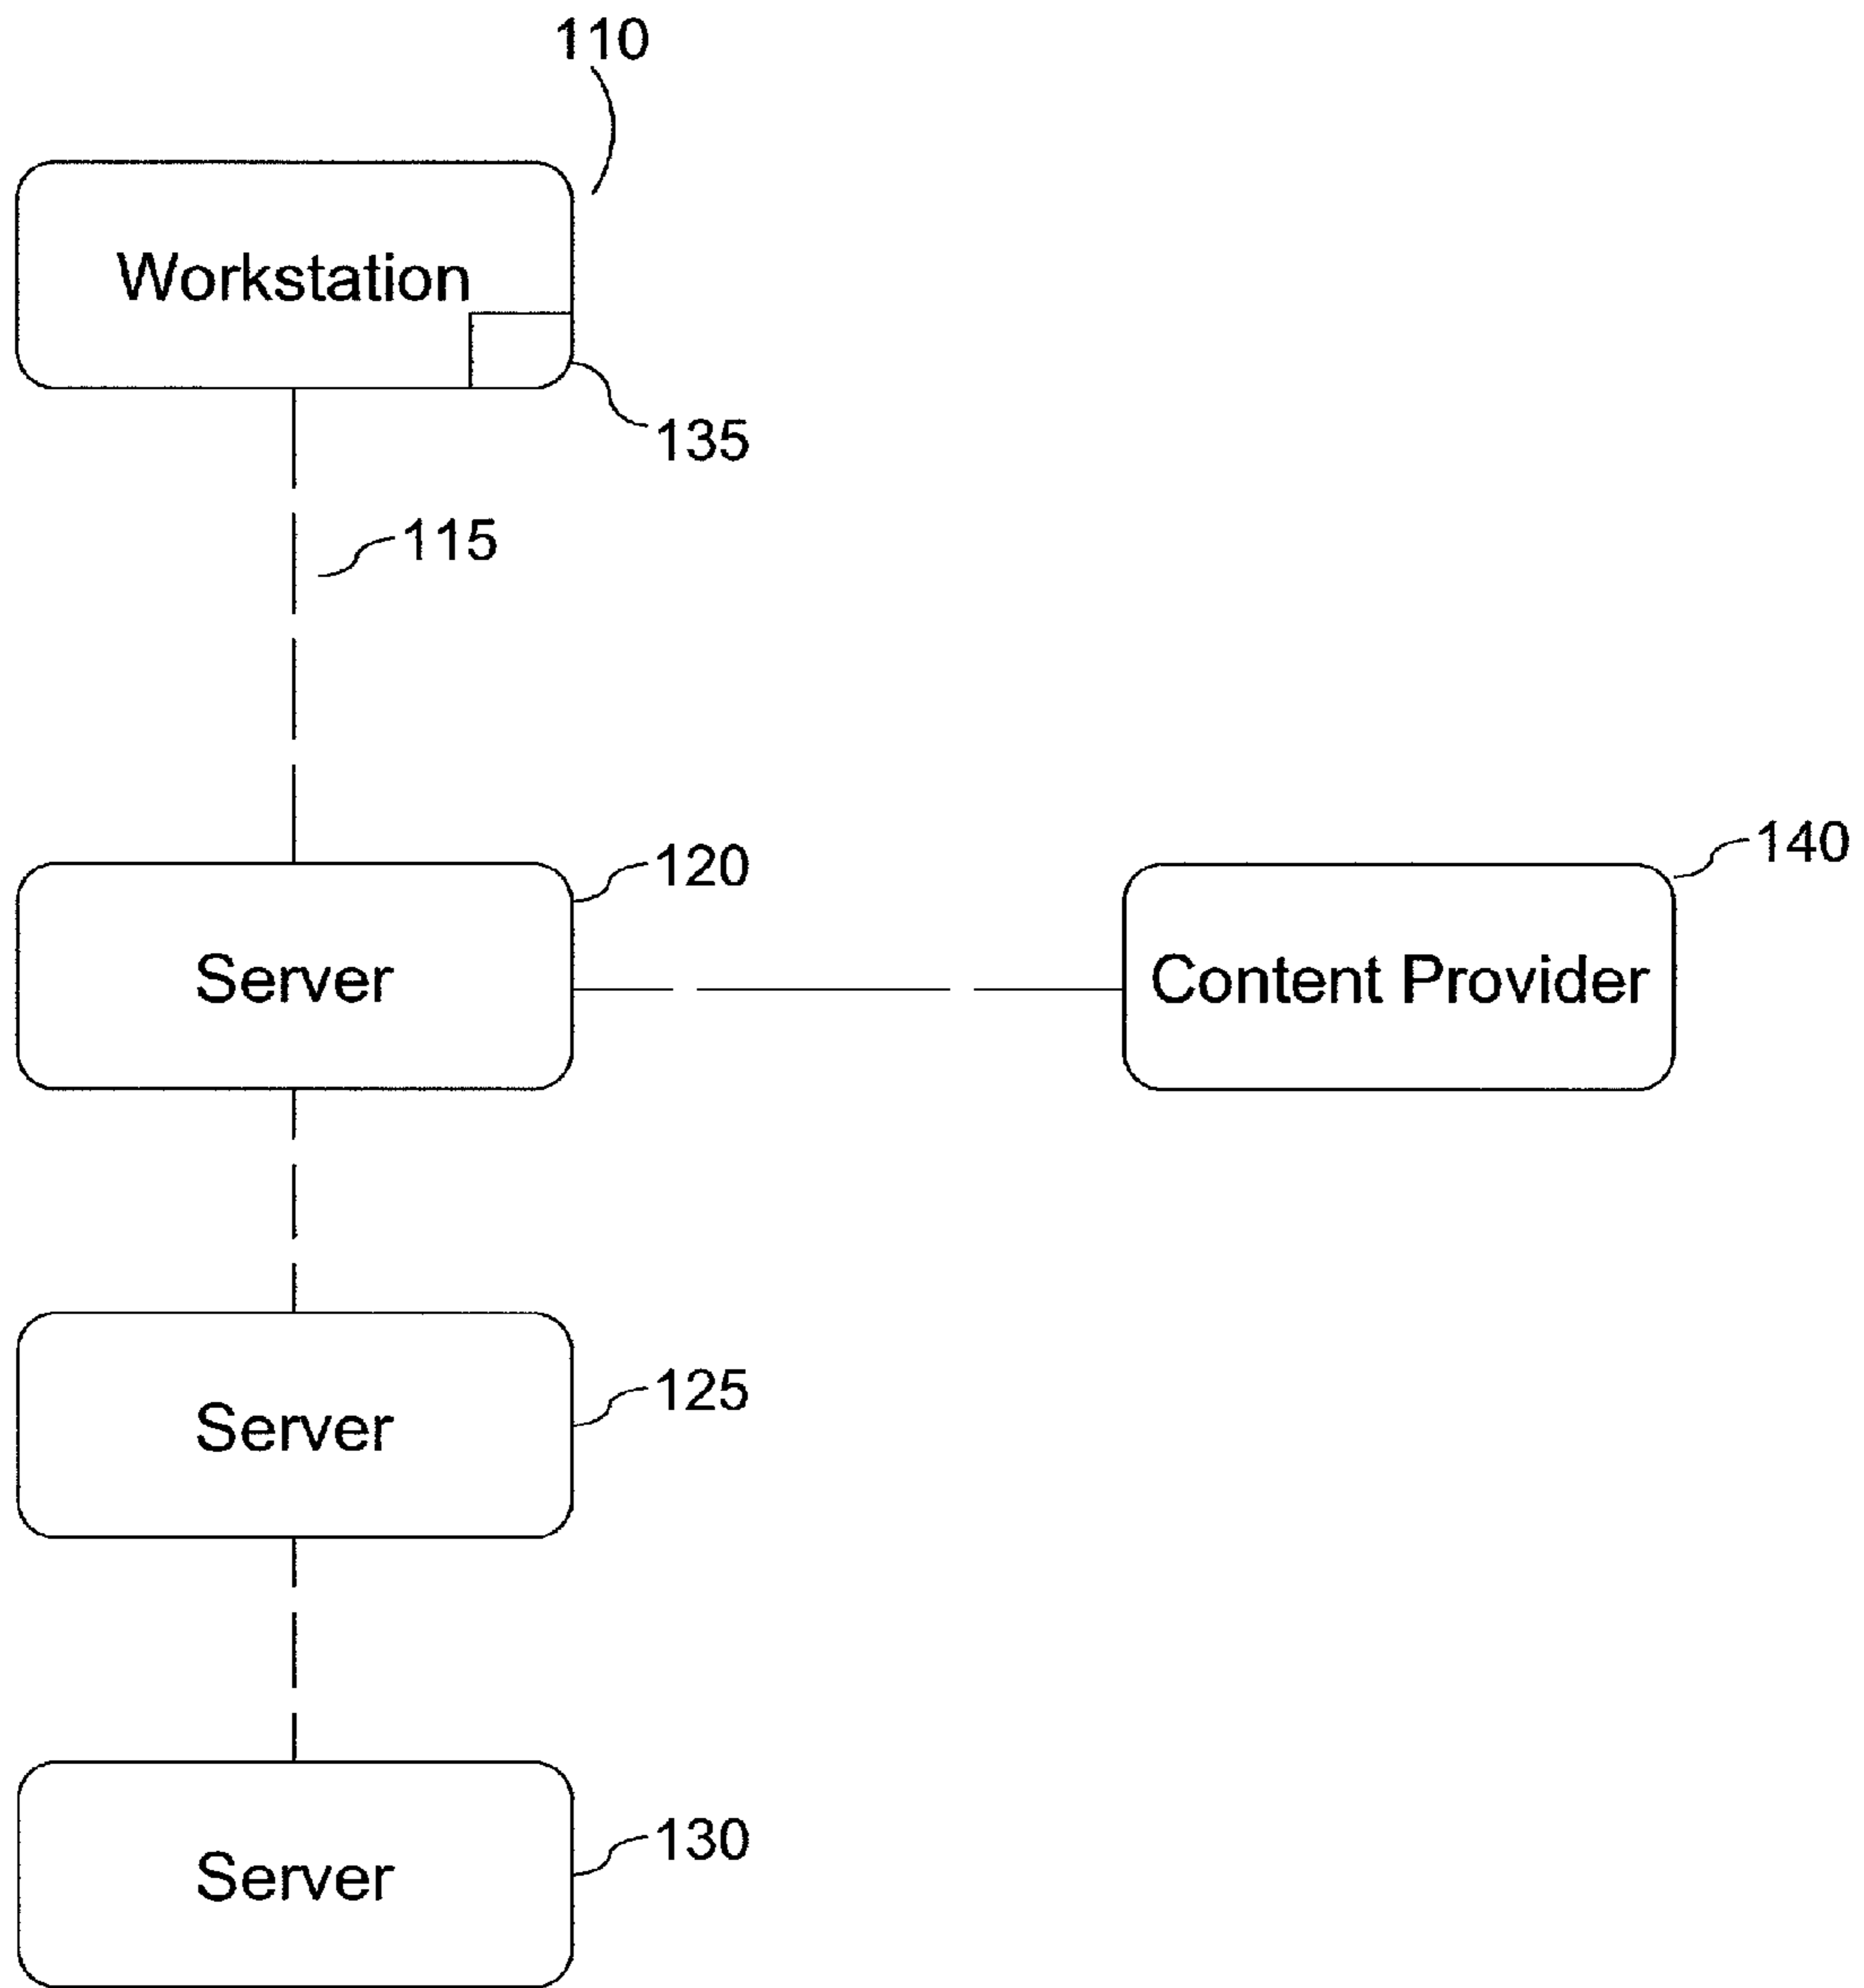 110
Workstation
135
115
120
140
Server
Content Provider
125
Server
130
Server